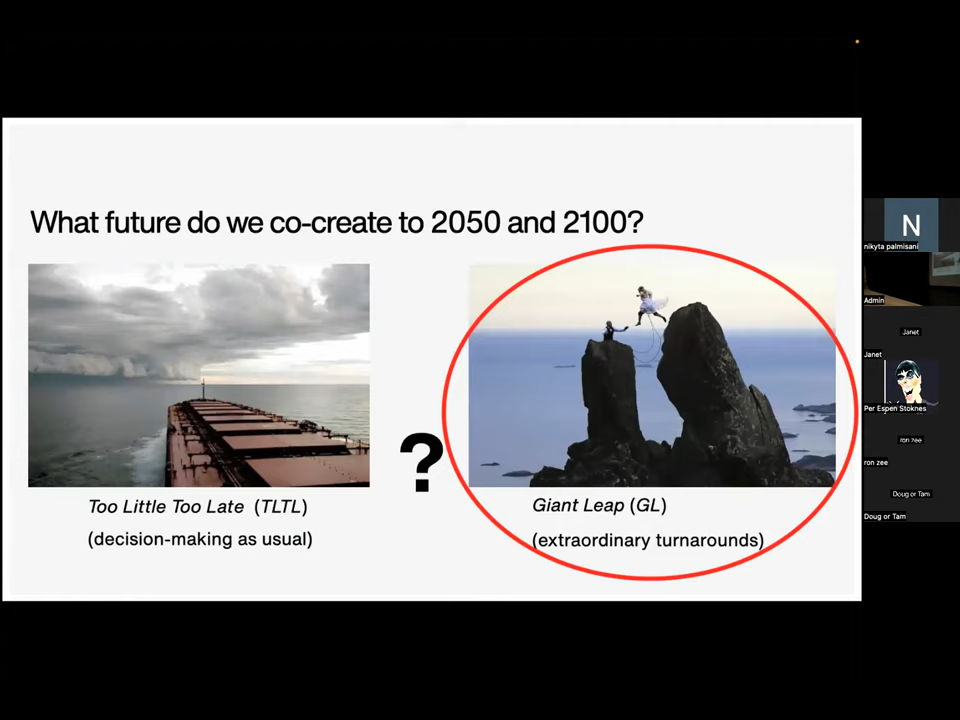 What future do we co-create to 2050 and 2100?
?
Too Little Too Late (TLTL)
(decision-making as usual)
Giant Leap (GL)
(extraordinary turnarounds)
N
nikyta palmisani
Admin
Janet
Janet
Per Espen Stoknes
ron zee
ron zee
Doug or Tam
Doug or Tam